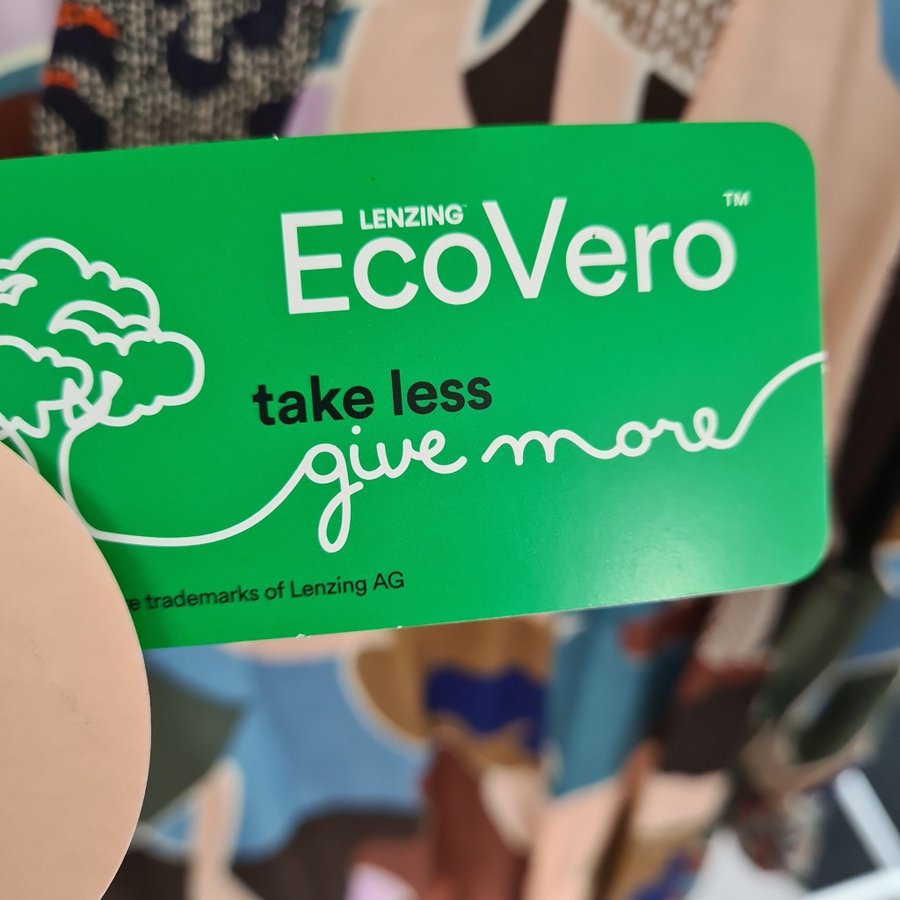 LENZING™
EcoVero™
take less
give more
trademarks of Lenzing AG